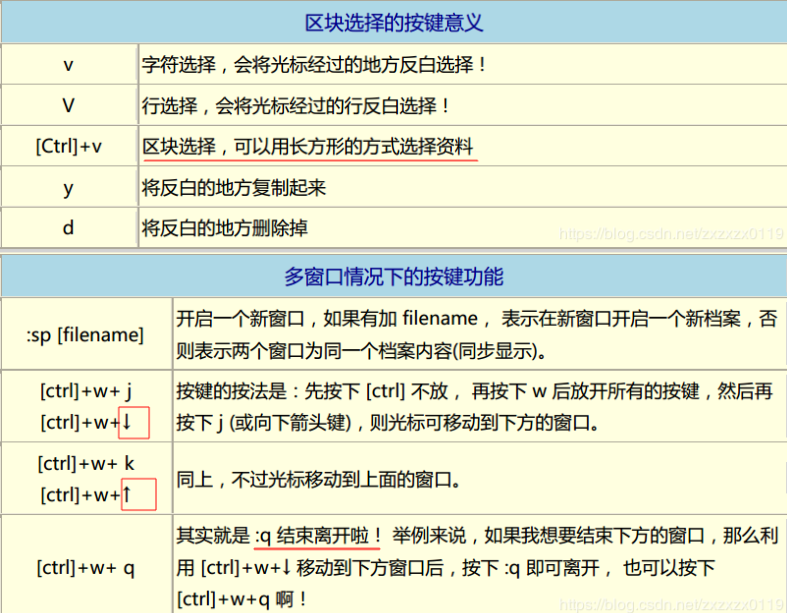 区块选择的按键意义
v 字符选择，会将光标经过的地方反白选择！
V 行选择，会将光标经过的行反白选择！
[Ctrl]+v 区块选择，可以用长方形的方式选择资料
y 将反白的地方复制起来
d 将反白的地方删除掉
https://blog.csdn.net/zxzxzx0119
多窗口情况下的按键功能
:sp [filename] 开启一个新窗口，如果有加 filename， 表示在新窗口开启一个新档案，否
则表示两个窗口为同一个档案内容(同步显示)。
[ctrl]+w+ j 按键的按法是：先按下 [ctrl] 不放， 再按下 w 后放开所有的按键，然后再
[ctrl]+w+↓ 按下 j (或向下箭头键)，则光标可移动到下方的窗口。
[ctrl]+w+ k
[ctrl]+w+↑
同上，不过光标移动到上面的窗口。
[ctrl]+w+ q 其实就是 :q 结束离开啦！ 举例来说，如果我想要结束下方的窗口，那么利
用 [ctrl]+w+↓ 移动到下方窗口后，按下 :q 即可离开， 也可以按下
[ctrl]+w+q 啊！
https://blog.csdn.net/zxzxzx0119